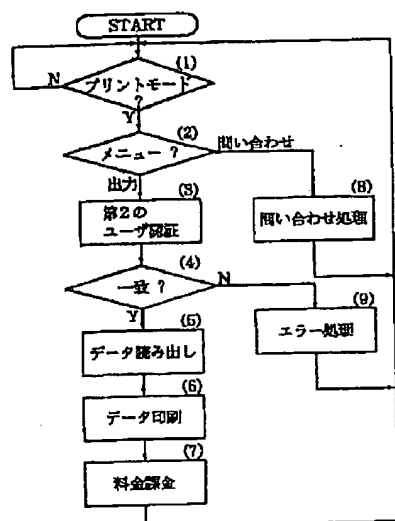 START
(1)
N
プリントモード
?
Y
(2)
メニュー ?
問い合わせ
出力
(3)
第2の
ユーザ認証
(8)
問い合わせ処理
(4)
一致 ?
N
Y
(5)
データ読み出し
(9)
エラー処理
(6)
データ印刷
(7)
料金課金